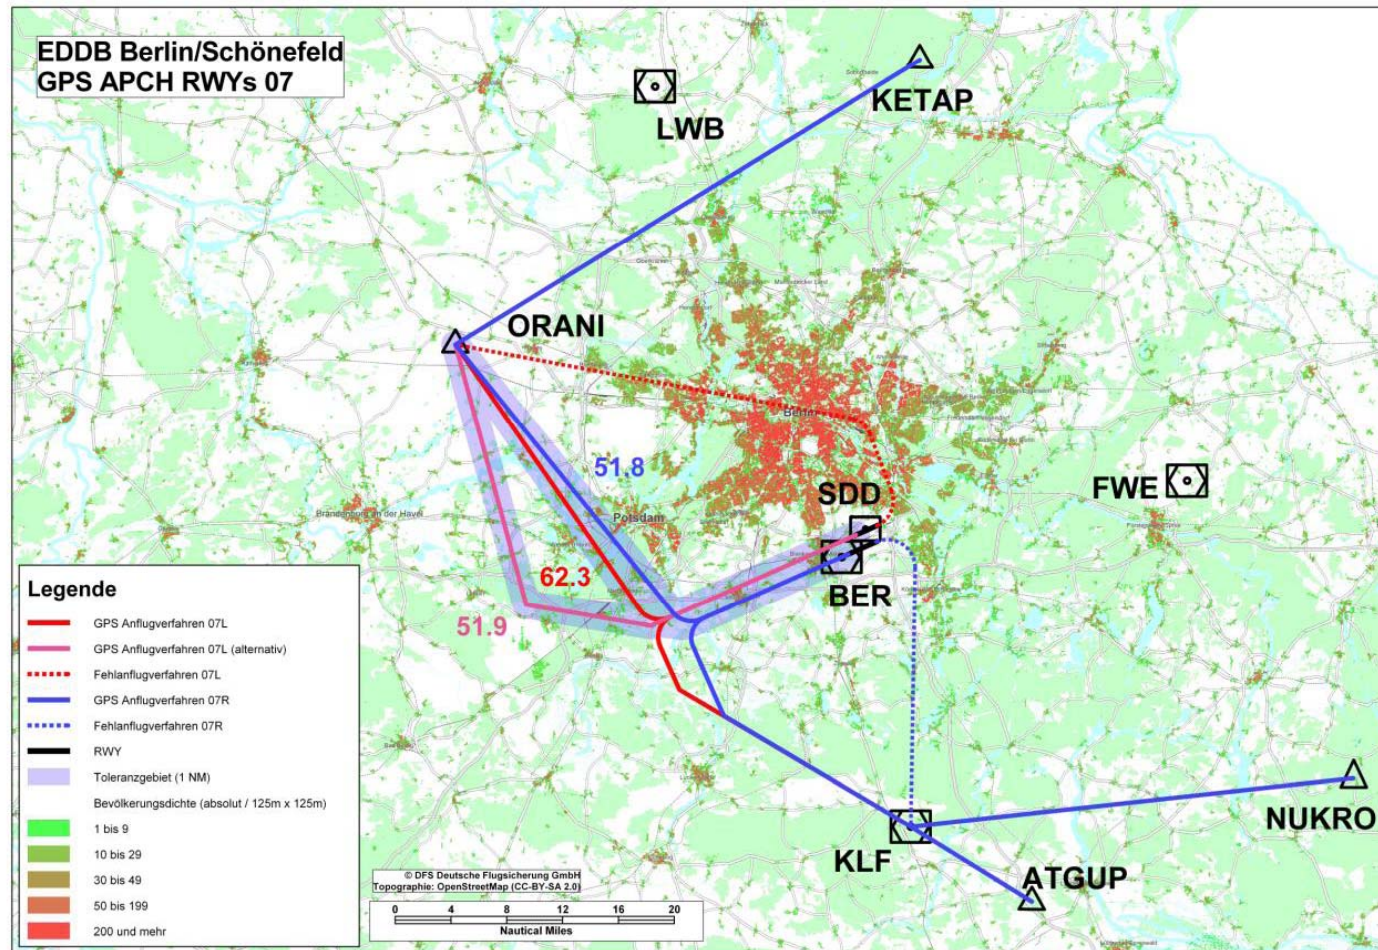 EDDB Berlin/Schönefeld
GPS APCH RWYs 07
LWB
KETAP
ORANI
51.8
Berlin
SDD
FWE
Brandenburg an der Havel
Potsdam
62.3
BER
51.9
Legende
GPS Anflugverfahren 07L
GPS Anflugverfahren 07L (alternativ)
Fehlanflugverfahren 07L
GPS Anflugverfahren 07R
Fehlanflugverfahren 07R
RWY
Toleranzgebiet (1 NM)
Bevölkerungsdichte (absolut / 125m x 125m)
1 bis 9
10 bis 29
30 bis 49
50 bis 199
200 und mehr
NUKRO
KLF
ATGUP
© DFS Deutsche Flugsicherung GmbH
Topographie: OpenStreetMap (CC-BY-SA 2.0)
0 4 8 12 16 20
Nautical Miles